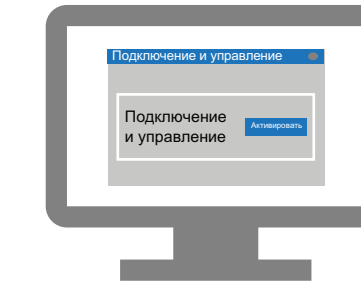 Подключение и управление
Подключение
и управление
Активировать